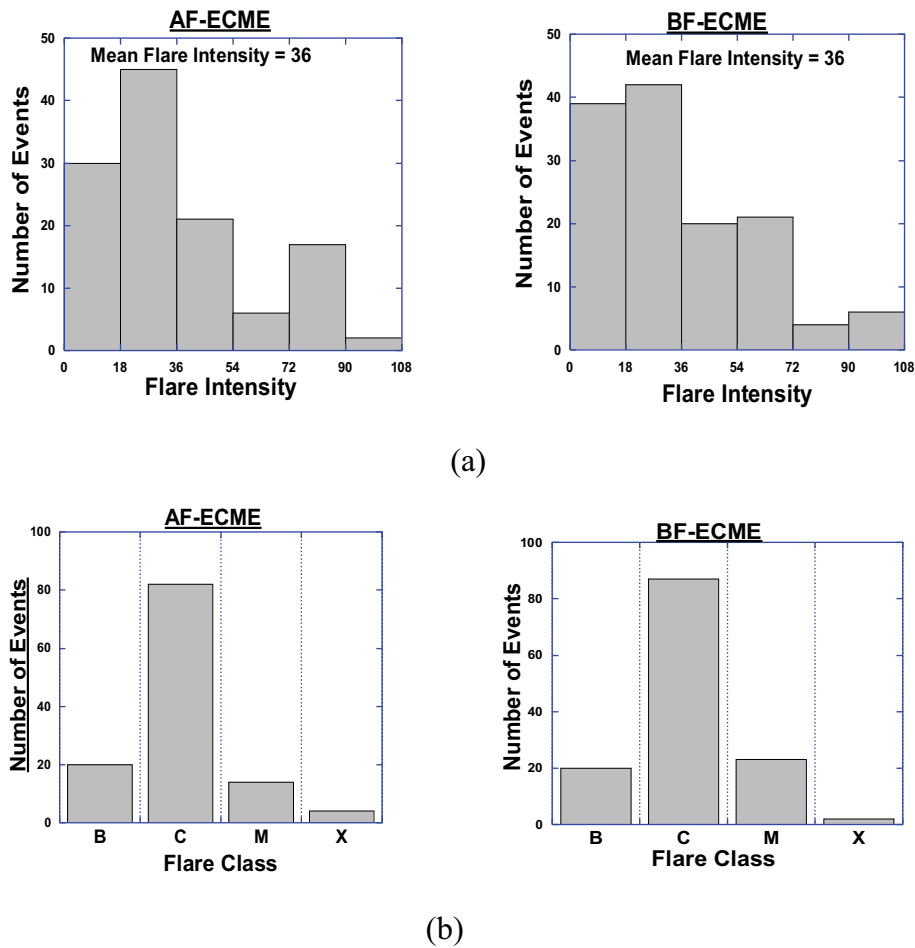 AF-ECME
Mean Flare Intensity = 36
Number of Events
50
40
30
20
10
0
0 18 36 54 72 90 108
Flare Intensity
BF-ECME
Mean Flare Intensity = 36
Number of Events
50
40
30
20
10
0
0 18 36 54 72 90 108
Flare Intensity
(a)
AF-ECME
Number of Events
100
80
60
40
20
0
B C M X
Flare Class
BF-ECME
Number of Events
100
80
60
40
20
0
B C M X
Flare Class
(b)